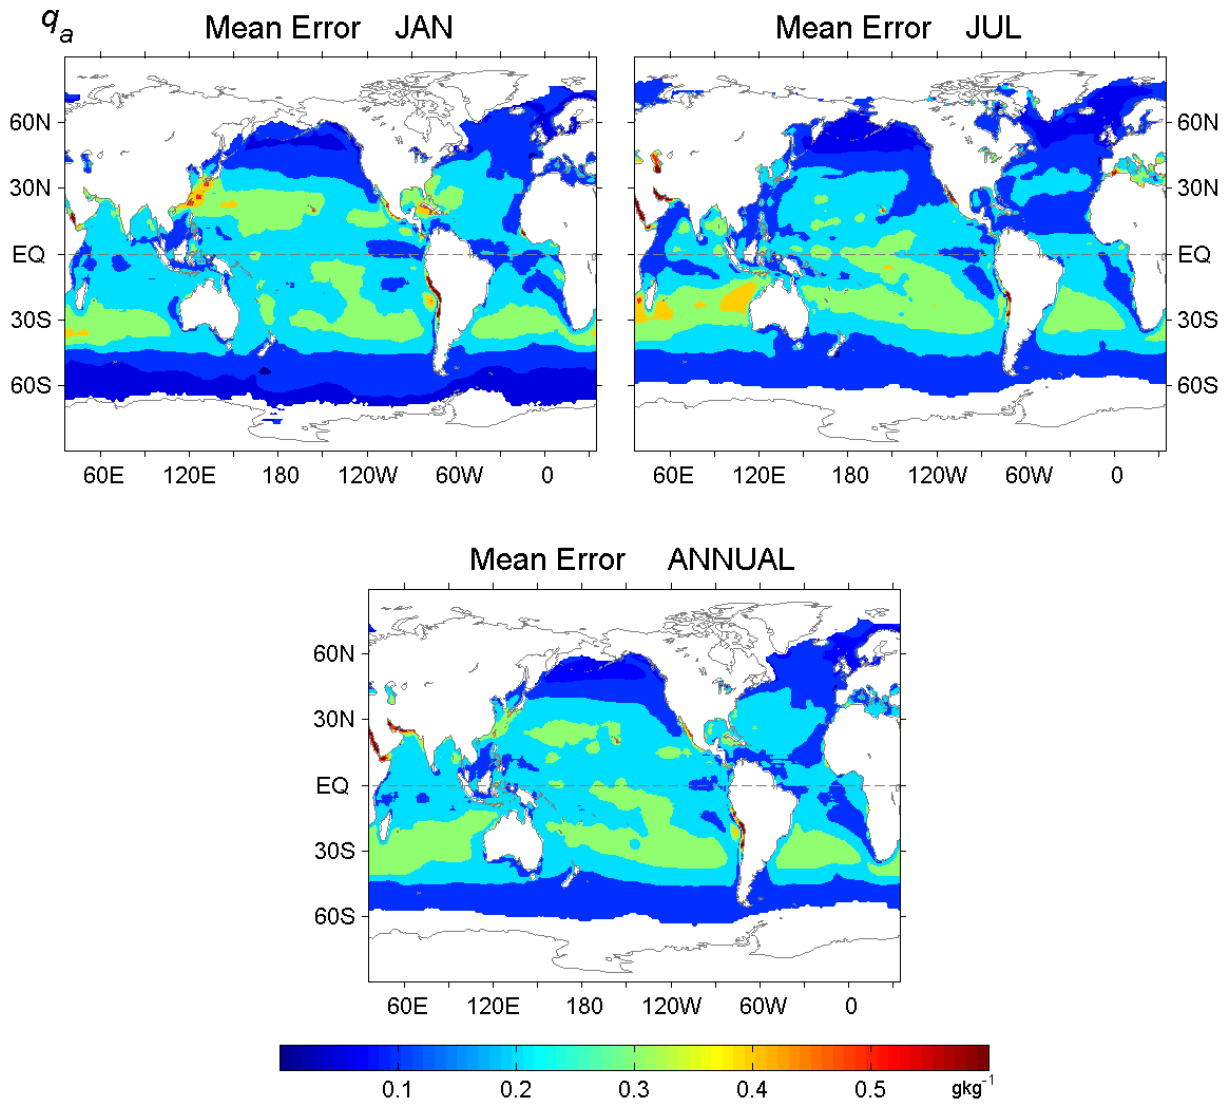 qa Mean Error JAN Mean Error JUL
60N 60N
30N 30N
EQ EQ
30S 30S
60S 60S
60E 120E 180 120W 60W 0 60E 120E 180 120W 60W 0
Mean Error ANNUAL
60N
30N
EQ
30S
60S
60E 120E 180 120W 60W 0
0.1 0.2 0.3 0.4 0.5 gkg-1